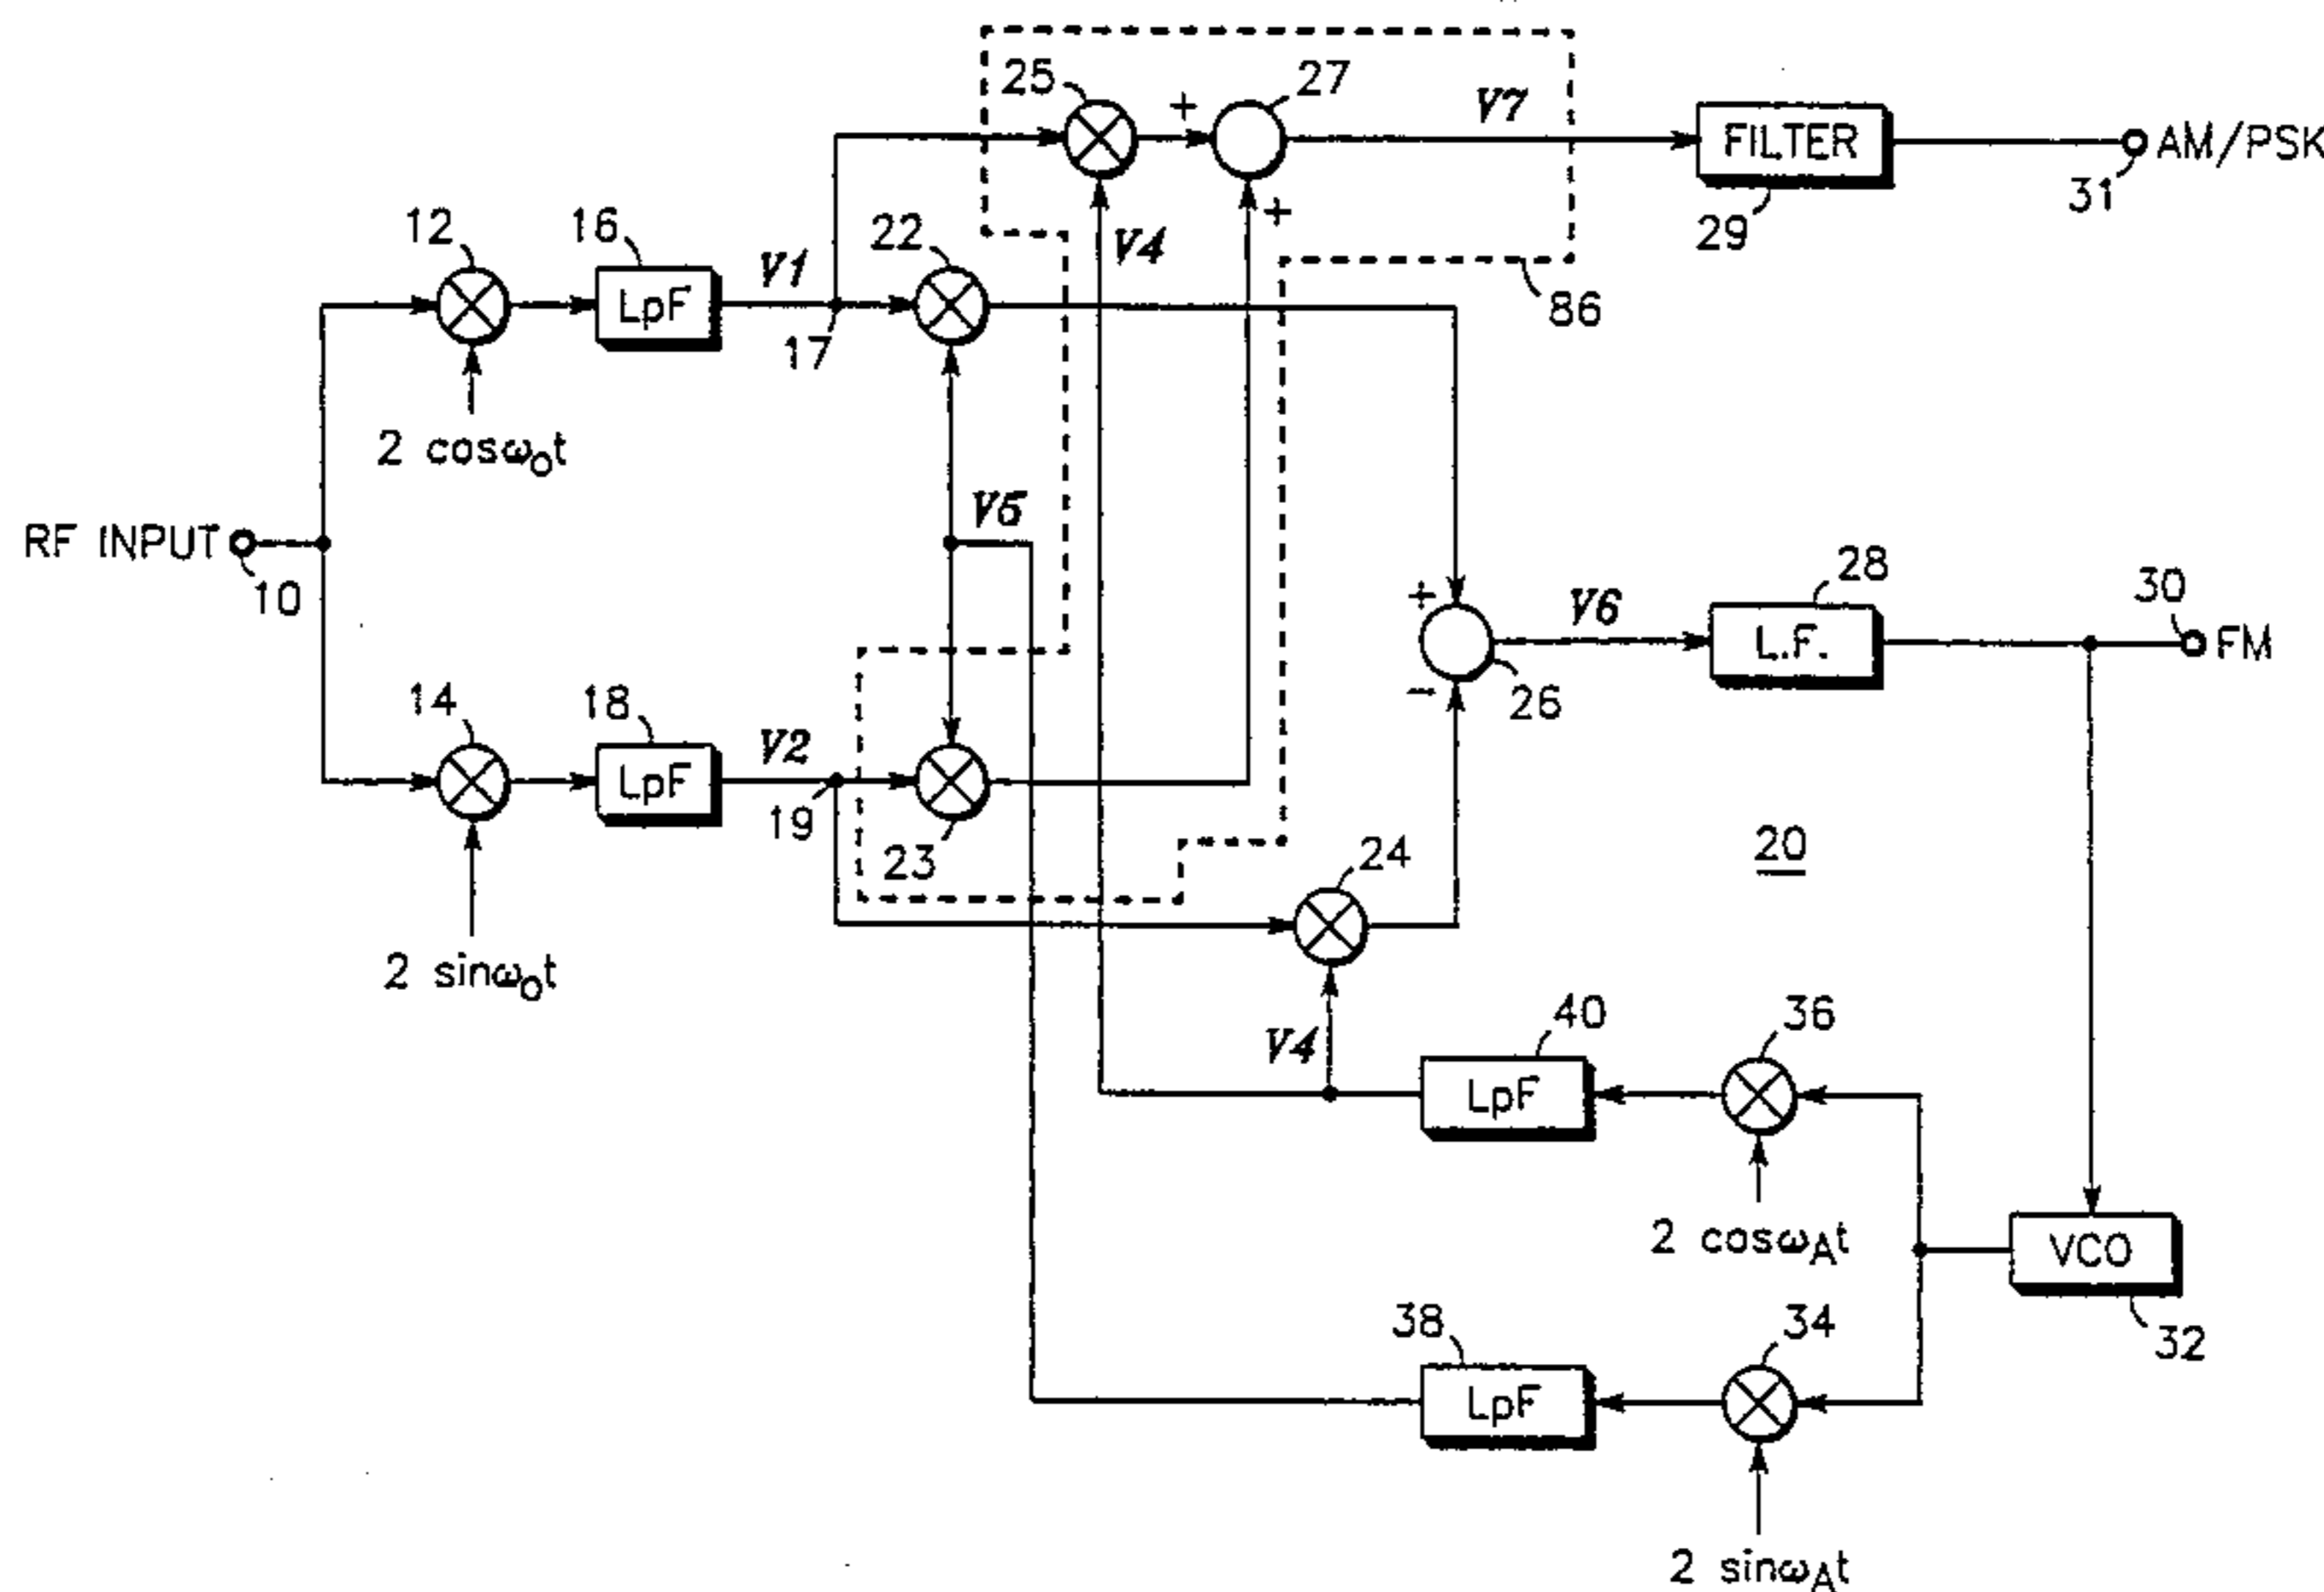 25
27
V7
FILTER
AM/PSK
31
29
12
16
V1
22
V4
LpF
17
86
2 cosω₀t
V5
RF INPUT
10
28
30
V6
L.F.
FM
+
+
+
-
26
14
18
V2
LpF
19
23
24
20
2 sinω₀t
40
36
V4
LpF
2 cosωAt
VCO
38
34
32
LpF
2 sinωAt